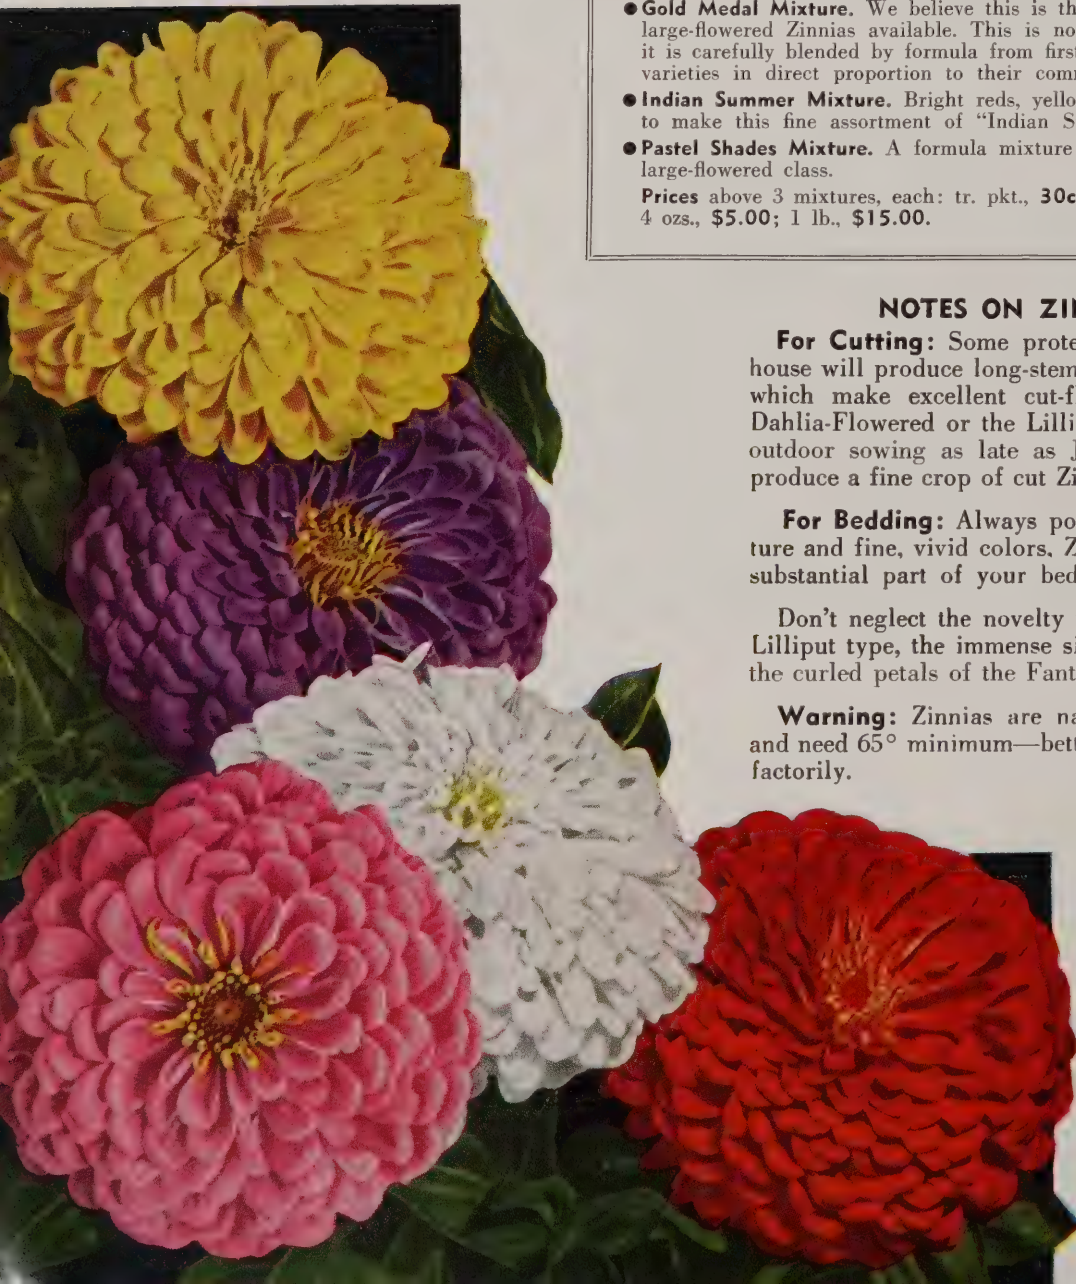 ● Gold Medal Mixture. We believe this is th
large-flowered Zinnias available. This is no
it is carefully blended by formula from first
varieties in direct proportion to their com
● Indian Summer Mixture. Bright reds, yello
to make this fine assortment of “Indian S
● Pastel Shades Mixture. A formula mixture
large-flowered class.
Prices above 3 mixtures, each: tr. pkt., 30c
4 ozs., $5.00; 1 lb., $15.00.
NOTES ON ZIN
For Cutting: Some prote
house will produce long-stem
which make excellent cut-f
Dahlia-Flowered or the Lilli
outdoor sowing as late as J
produce a fine crop of cut Zi
For Bedding: Always po
ture and fine, vivid colors, Z
substantial part of your bed
Don’t neglect the novelty
Lilliput type, the immense si
the curled petals of the Fant
Warning: Zinnias are na
and need 65° minimum—bett
factorily.